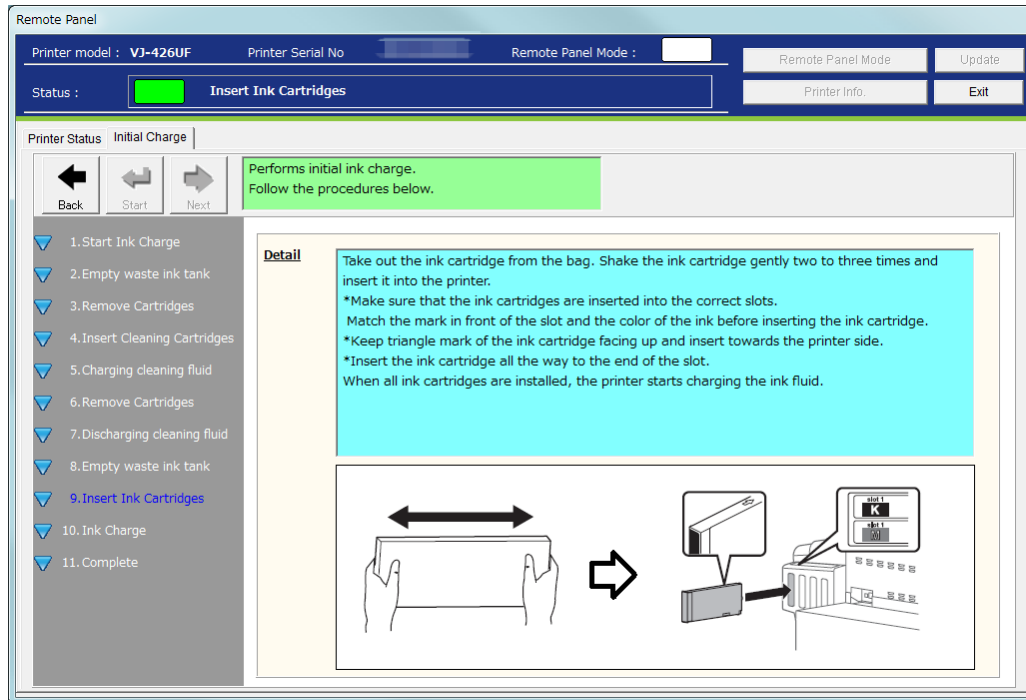 Remote Panel
Printer model : VJ-426UF Printer Serial No Remote Panel Mode :
Remote Panel Mode Update
Status : Insert Ink Cartridges
Printer Info. Exit
Printer Status Initial Charge
Back Start Next
Performs initial ink charge.
Follow the procedures below.
1.Start Ink Charge
2.Empty waste ink tank
3.Remove Cartridges
4.Insert Cleaning Cartridges
5.Charging cleaning fluid
6.Remove Cartridges
7.Discharging cleaning fluid
8.Empty waste ink tank
9.Insert Ink Cartridges
10.Ink Charge
11.Complete
Detail
Take out the ink cartridge from the bag. Shake the ink cartridge gently two to three times and
insert it into the printer.
*Make sure that the ink cartridges are inserted into the correct slots.
Match the mark in front of the slot and the color of the ink before inserting the ink cartridge.
*Keep triangle mark of the ink cartridge facing up and insert towards the printer side.
*Insert the ink cartridge all the way to the end of the slot.
When all ink cartridges are installed, the printer starts charging the ink fluid.
slot 1
K
slot 1
M